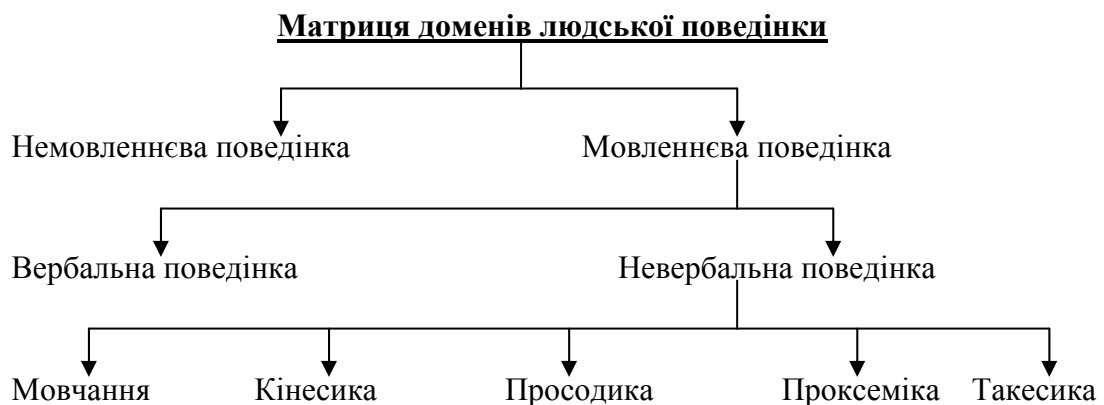 Матриця доменів людської поведінки
Немовленнєва поведінка Мовленнєва поведінка
Вербальна поведінка Невербальна поведінка
Мовчання Кінесика Просодика Проксеміка Такесика